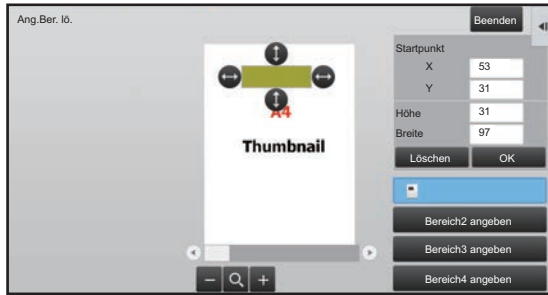 Ang.Ber. lö.
Beenden
A4
Thumbnail
Startpunkt
X 53
Y 31
Höhe 31
Breite 97
Löschen OK
Bereich2 angeben
Bereich3 angeben
Bereich4 angeben